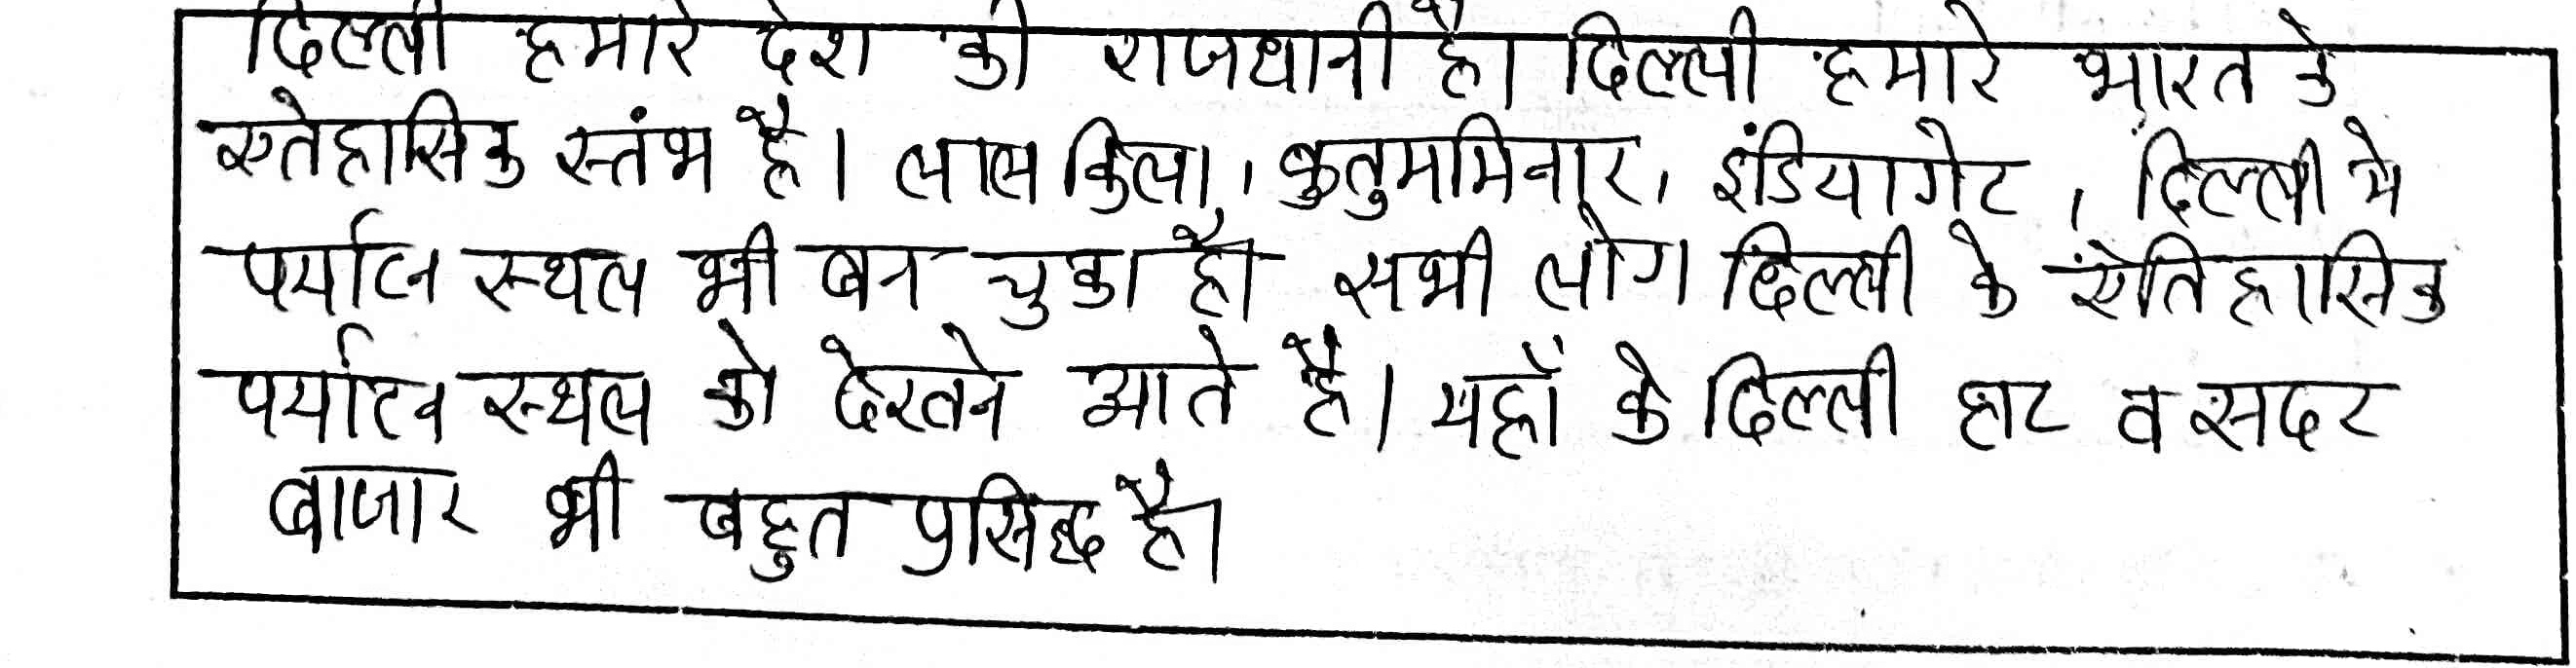 दिल्ली हमारे देश की राजधानी है। दिल्ली हमारे भारत के
एतेहासिक स्तंभ है। लाल किला, कुतुममिनार, इंडिया गेट, दिल्ली मे
पर्याटन स्थल भी बन चुका है। सभी लोग दिल्ली के ऐतिहासिक
पर्याटन स्थल को देखने आते है। यहाँ के दिल्ली हाट व सदर
बाजार भी बहुत प्रसिद्ध है।